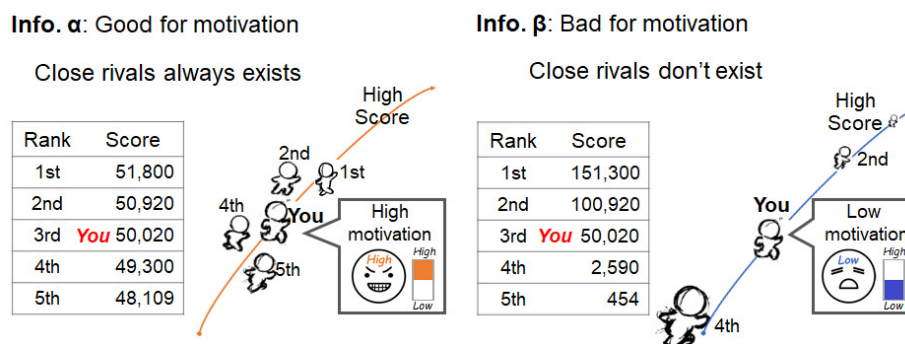 Info. α: Good for motivation
Close rivals always exists
Rank Score
1st 51,800
2nd 50,920
3rd You 50,020
4th 49,300
5th 48,109
High
Score
2nd
1st
4th
You
5th
High
motivation
High
High
Low
Info. β: Bad for motivation
Close rivals don't exist
Rank Score
1st 151,300
2nd 100,920
3rd You 50,020
4th 2,590
5th 454
High
Score
2nd
You
4th
Low
motivation
Low
High
Low